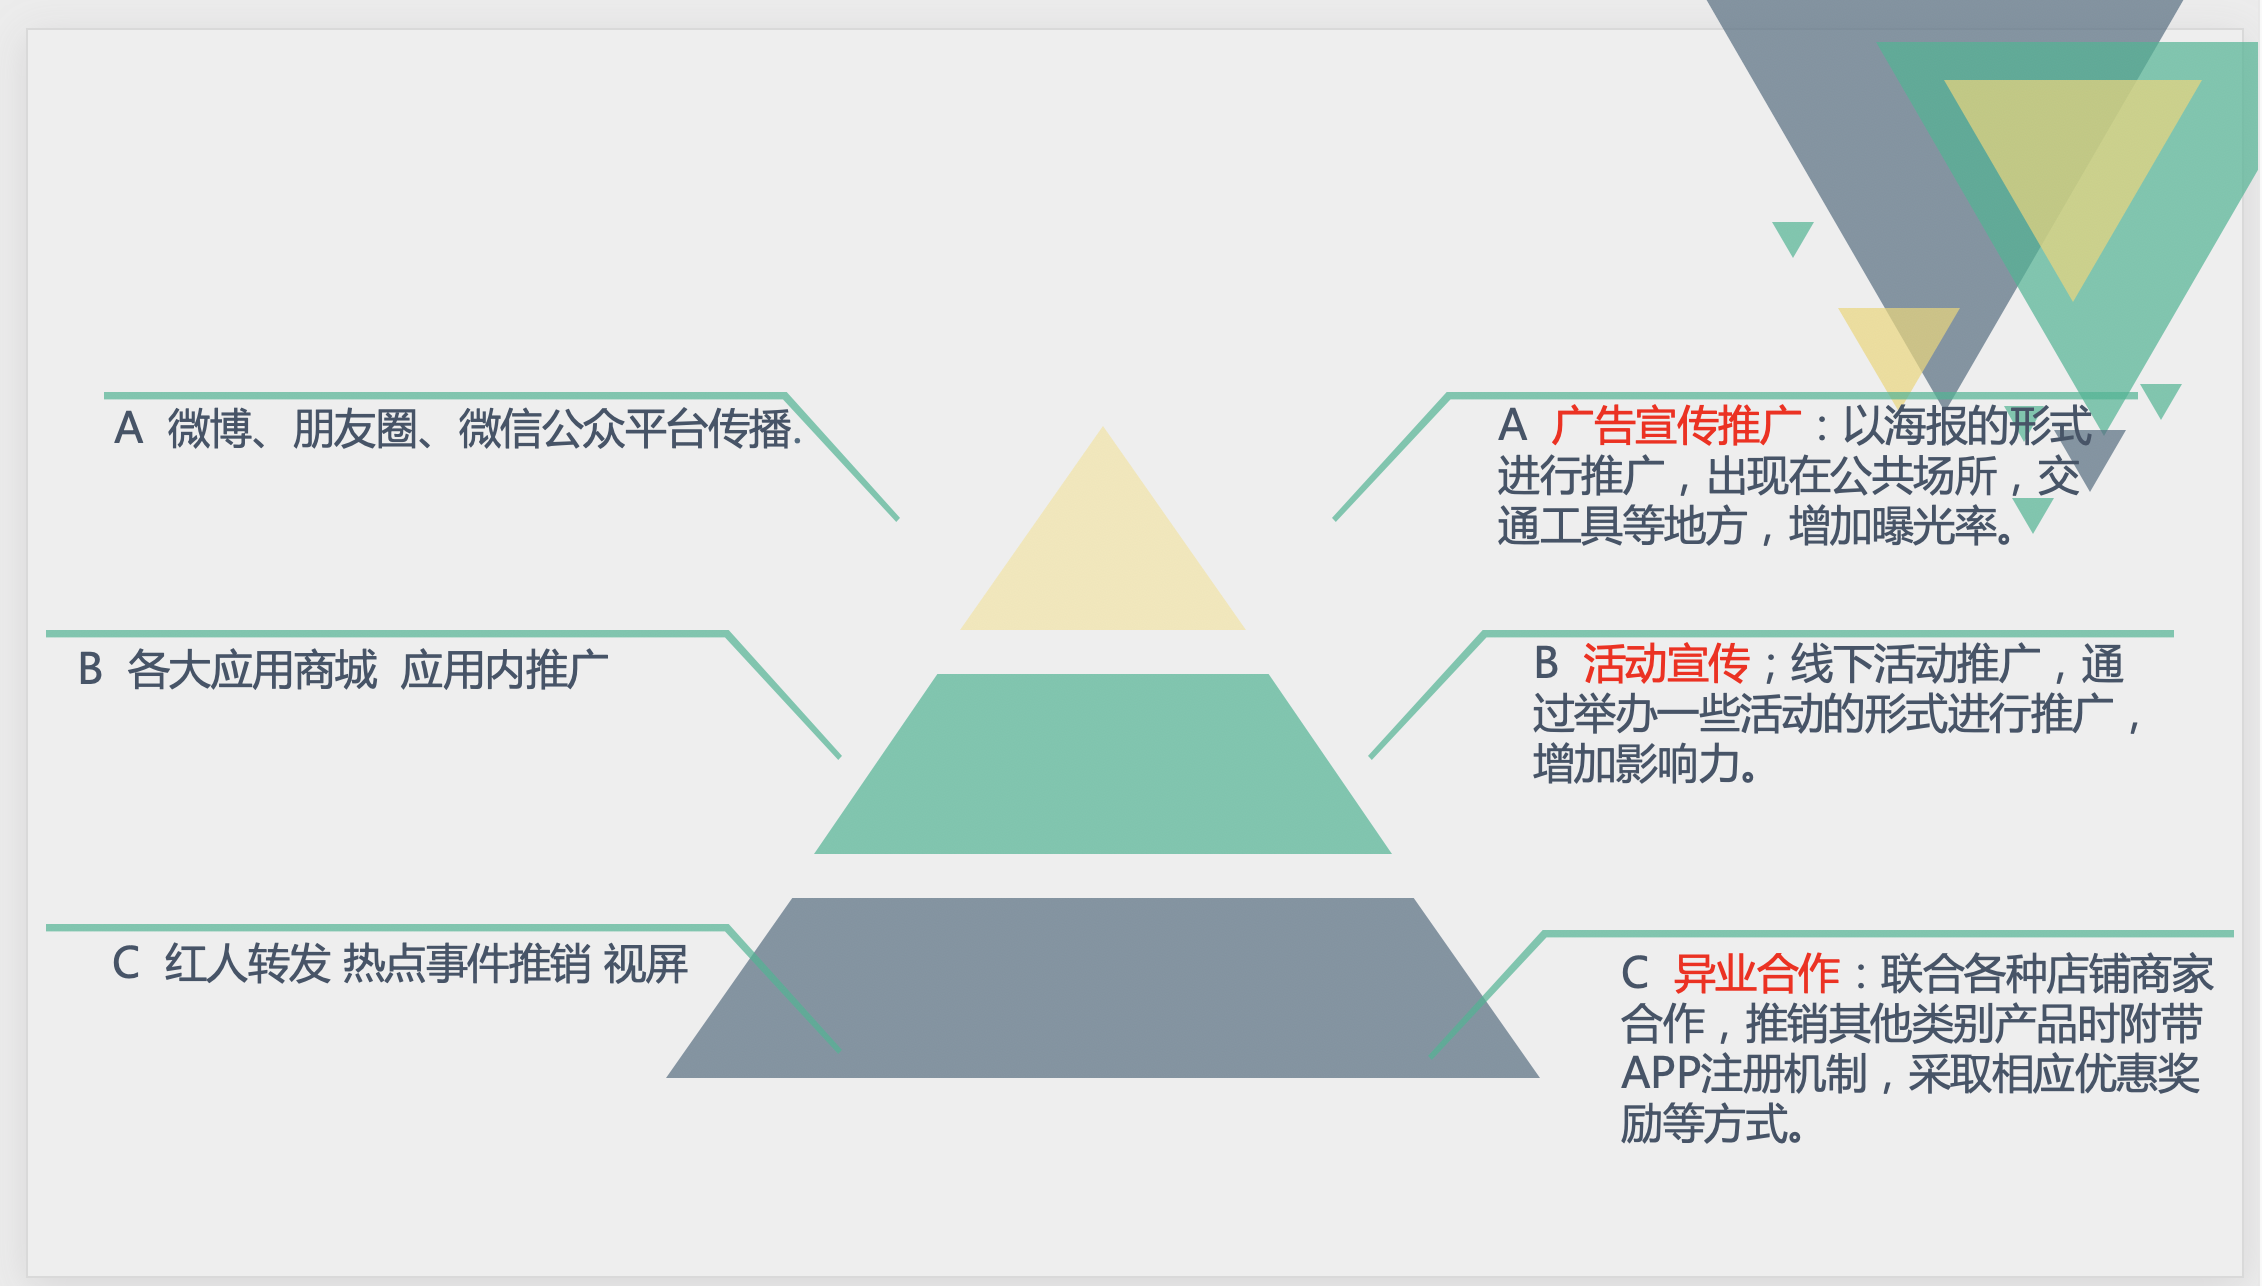 A 微博、朋友圈、微信公众平台传播.
B 各大应用商城 应用内推广
C 红人转发 热点事件推销 视屏
A 广告宣传推广：以海报的形式
进行推广，出现在公共场所，交
通工具等地方，增加曝光率。
B 活动宣传；线下活动推广，通
过举办一些活动的形式进行推广，
增加影响力。
C 异业合作：联合各种店铺商家
合作，推销其他类别产品时附带
APP注册机制，采取相应优惠奖
励等方式。